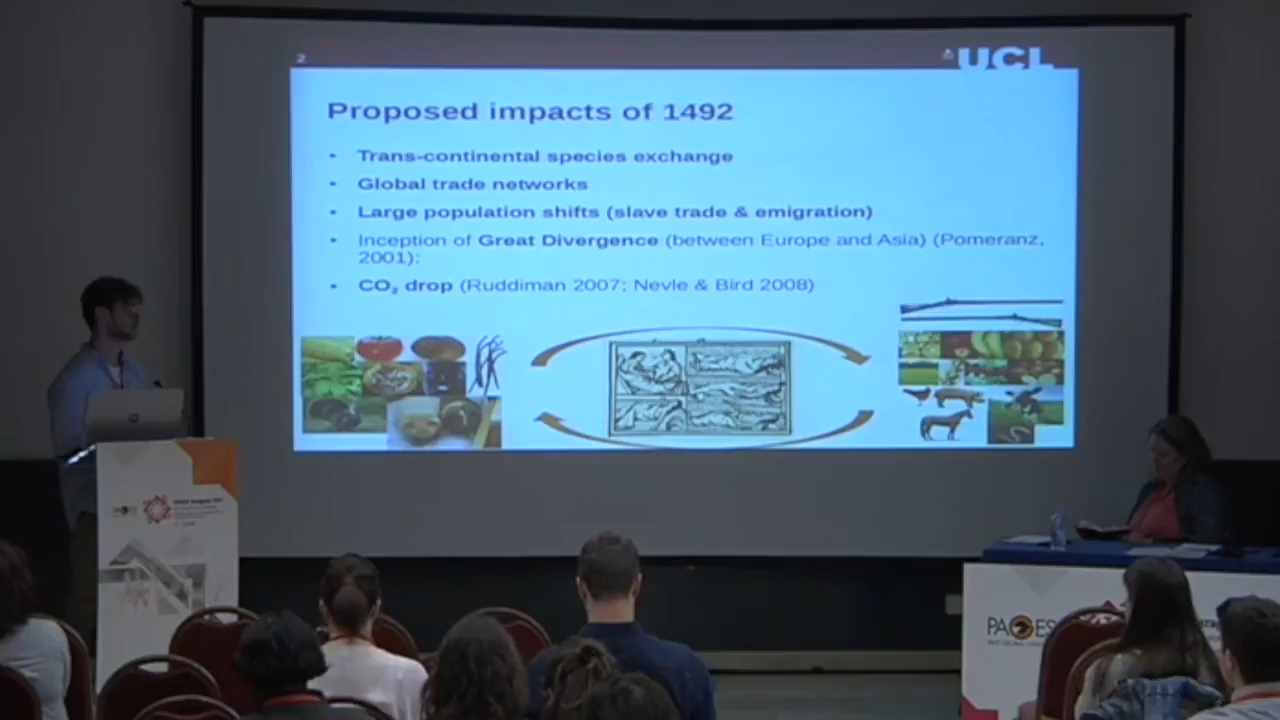 2
UCL
Proposed impacts of 1492
• Trans-continental species exchange
• Global trade networks
• Large population shifts (slave trade & emigration)
• Inception of Great Divergence (between Europe and Asia) (Pomeranz,
2001):
• CO₂ drop (Ruddiman 2007; Nevle & Bird 2008)
PAGES
PAGES